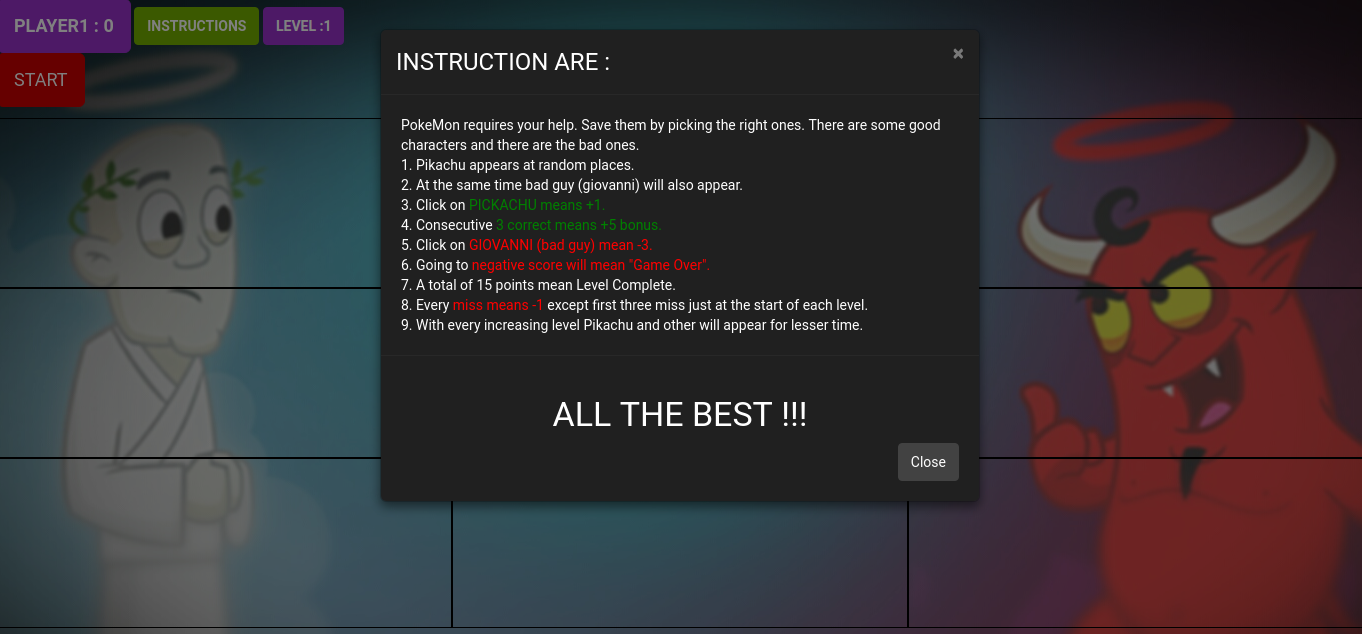 PLAYER1 : 0
INSTRUCTIONS
LEVEL :1
START
INSTRUCTION ARE :
×
PokeMon requires your help. Save them by picking the right ones. There are some good
characters and there are the bad ones.
1. Pikachu appears at random places.
2. At the same time bad guy (giovanni) will also appear.
3. Click on PICKACHU means +1.
4. Consecutive 3 correct means +5 bonus.
5. Click on GIOVANNI (bad guy) mean -3.
6. Going to negative score will mean "Game Over".
7. A total of 15 points mean Level Complete.
8. Every miss means -1 except first three miss just at the start of each level.
9. With every increasing level Pikachu and other will appear for lesser time.
ALL THE BEST !!!
Close